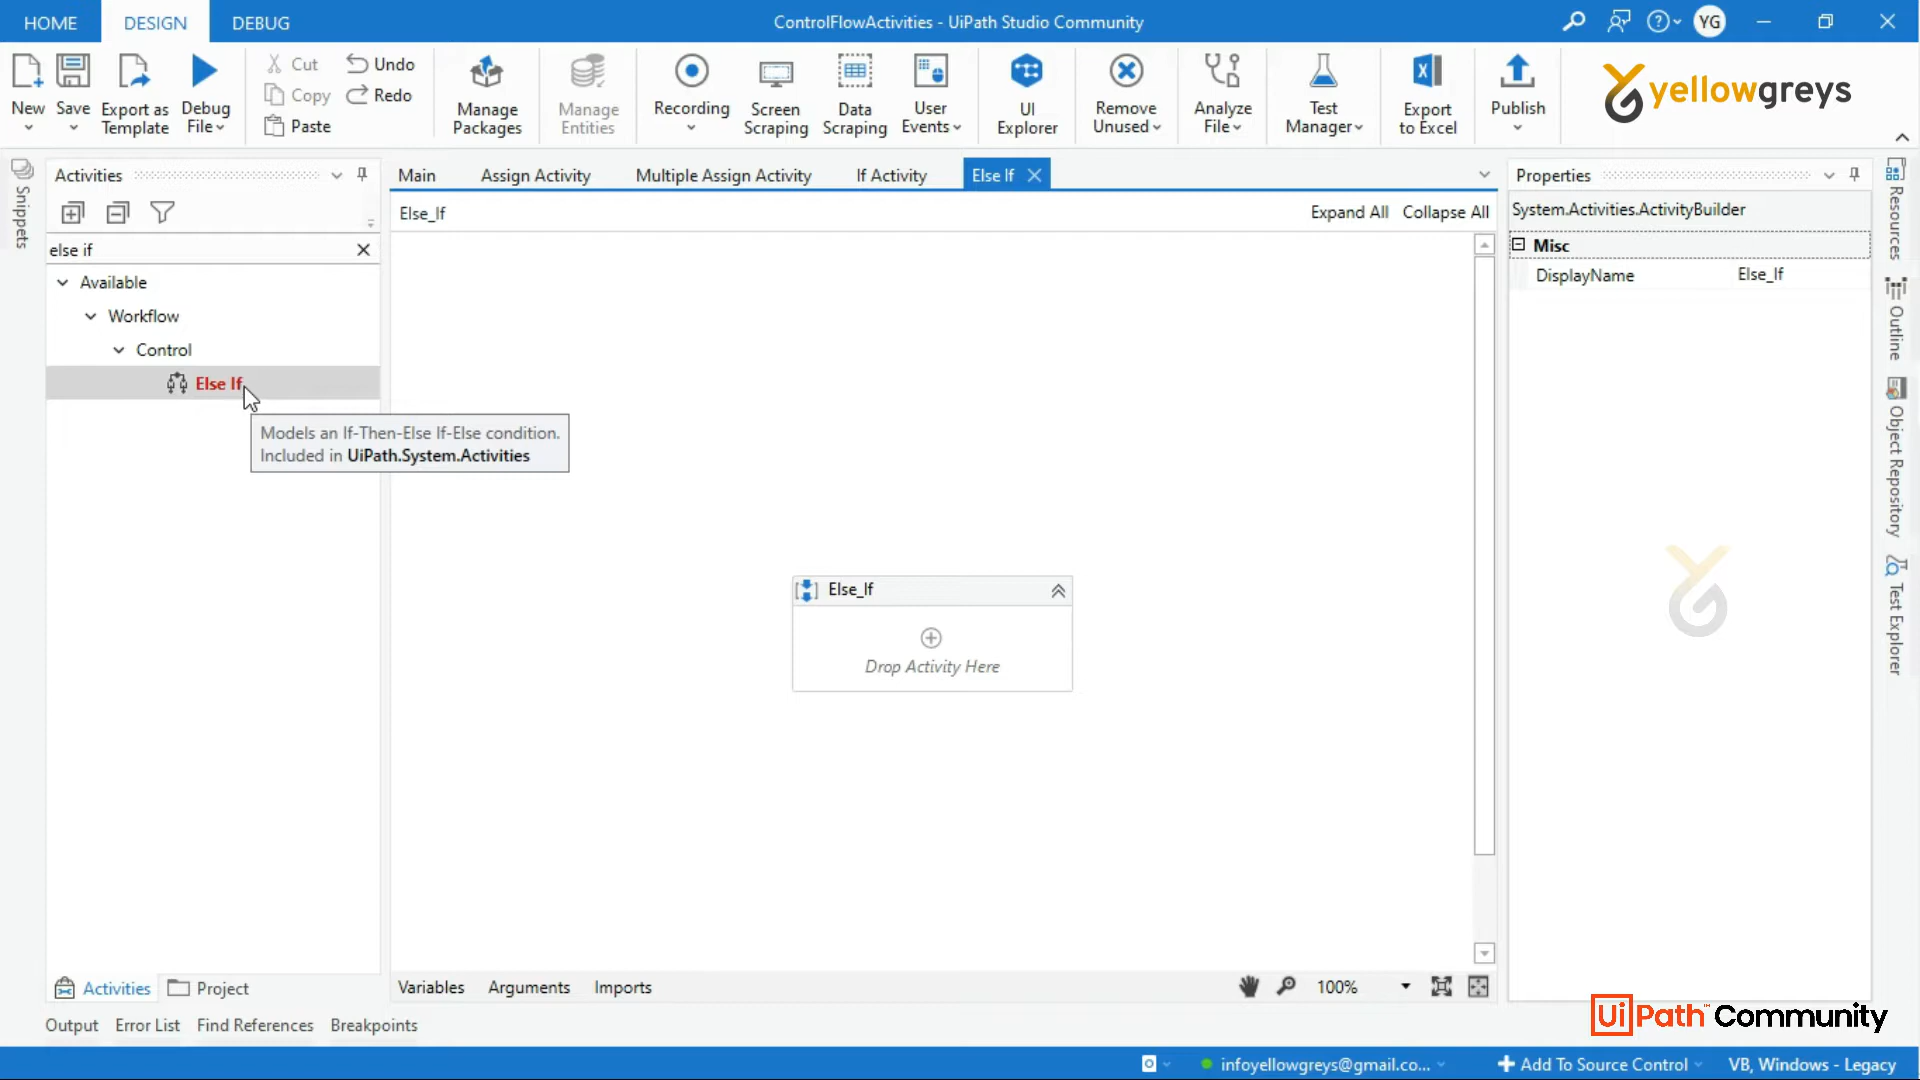 HOME
DESIGN
DEBUG
ControlFlowActivities - UiPath Studio Community
YG
New
Save
Export as
Template
Debug
File
Cut
Copy
Paste
Undo
Redo
Manage
Packages
Manage
Entities
Recording
Screen
Scraping
Data
Scraping
User
Events
UI
Explorer
Remove
Unused
Analyze
File
Test
Manager
Export
to Excel
Publish
yellowgreys
Snippets
Activities
else if
Available
Workflow
Control
Else If
Models an If-Then-Else If-Else condition.
Included in UiPath.System.Activities
Main
Assign Activity
Multiple Assign Activity
If Activity
Else If
Else_If
Expand All
Collapse All
Else_If
Drop Activity Here
Properties
System.Activities.ActivityBuilder
Misc
DisplayName
Else_If
Resources
Outline
Object Repository
Test Explorer
Activities
Project
Variables
Arguments
Imports
100%
Output
Error List
Find References
Breakpoints
UiPath™ Community
infoyellowgreys@gmail.co...
Add To Source Control
VB, Windows - Legacy